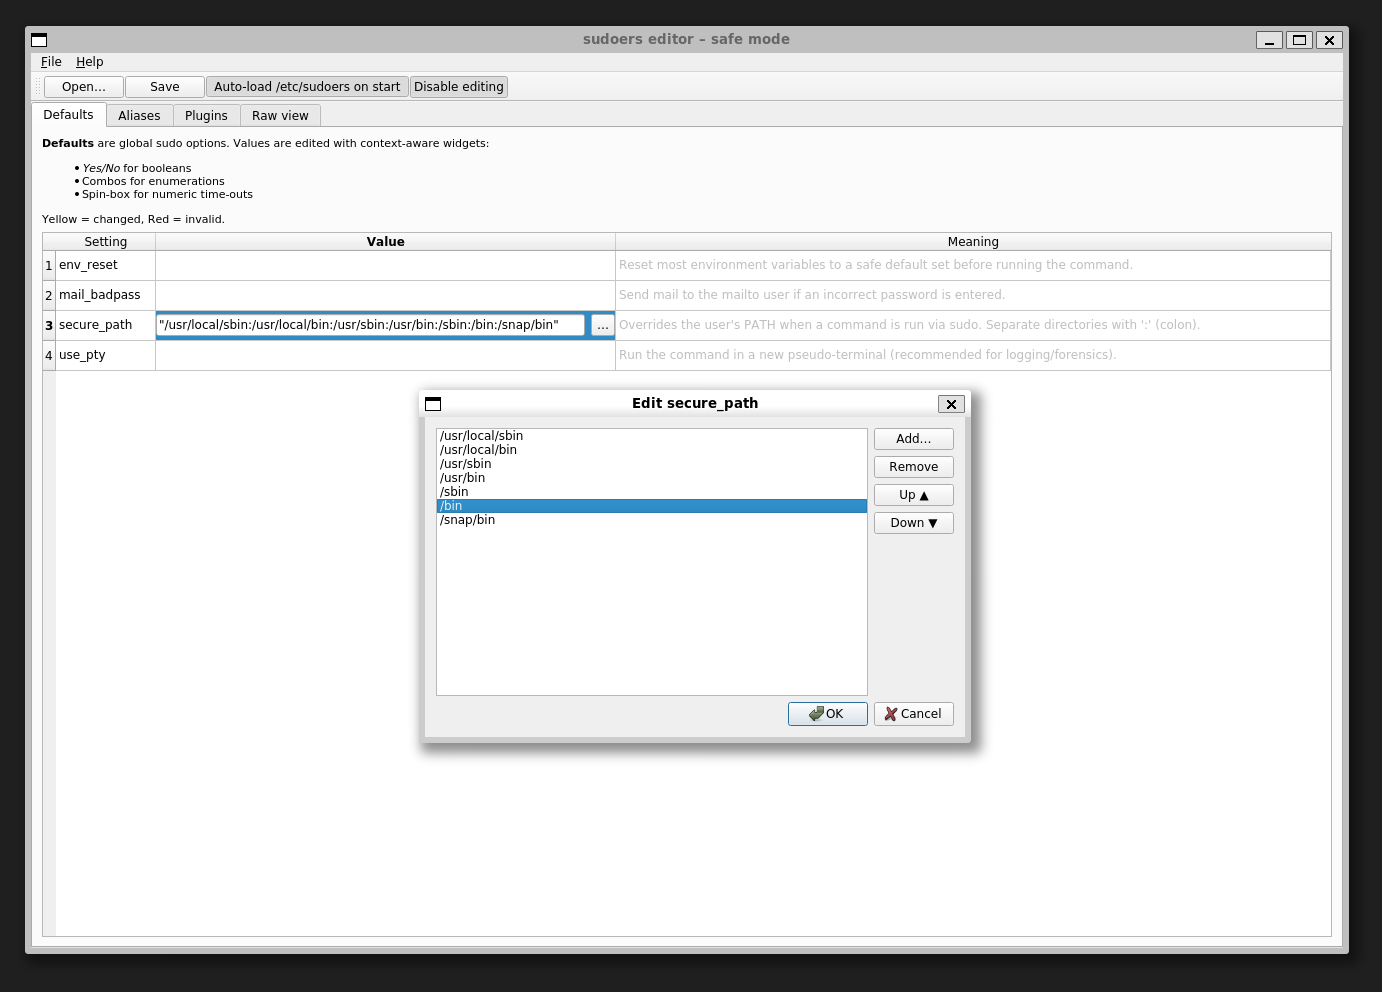 sudoers editor – safe mode
File Help
Open... Save Auto-load /etc/sudoers on start Disable editing
Defaults Aliases Plugins Raw view
Defaults are global sudo options. Values are edited with context-aware widgets:
• Yes/No for booleans
• Combos for enumerations
• Spin-box for numeric time-outs
Yellow = changed, Red = invalid.
Setting Value Meaning
1 env_reset Reset most environment variables to a safe default set before running the command.
2 mail_badpass Send mail to the mailto user if an incorrect password is entered.
3 secure_path "/usr/local/sbin:/usr/local/bin:/usr/sbin:/usr/bin:/sbin:/bin:/snap/bin" ... Overrides the user's PATH when a command is run via sudo. Separate directories with ':' (colon).
4 use_pty Run the command in a new pseudo-terminal (recommended for logging/forensics).
Edit secure_path
/usr/local/sbin
/usr/local/bin
/usr/sbin
/usr/bin
/sbin
/bin
/snap/bin
Add...
Remove
Up ▲
Down ▼
OK Cancel